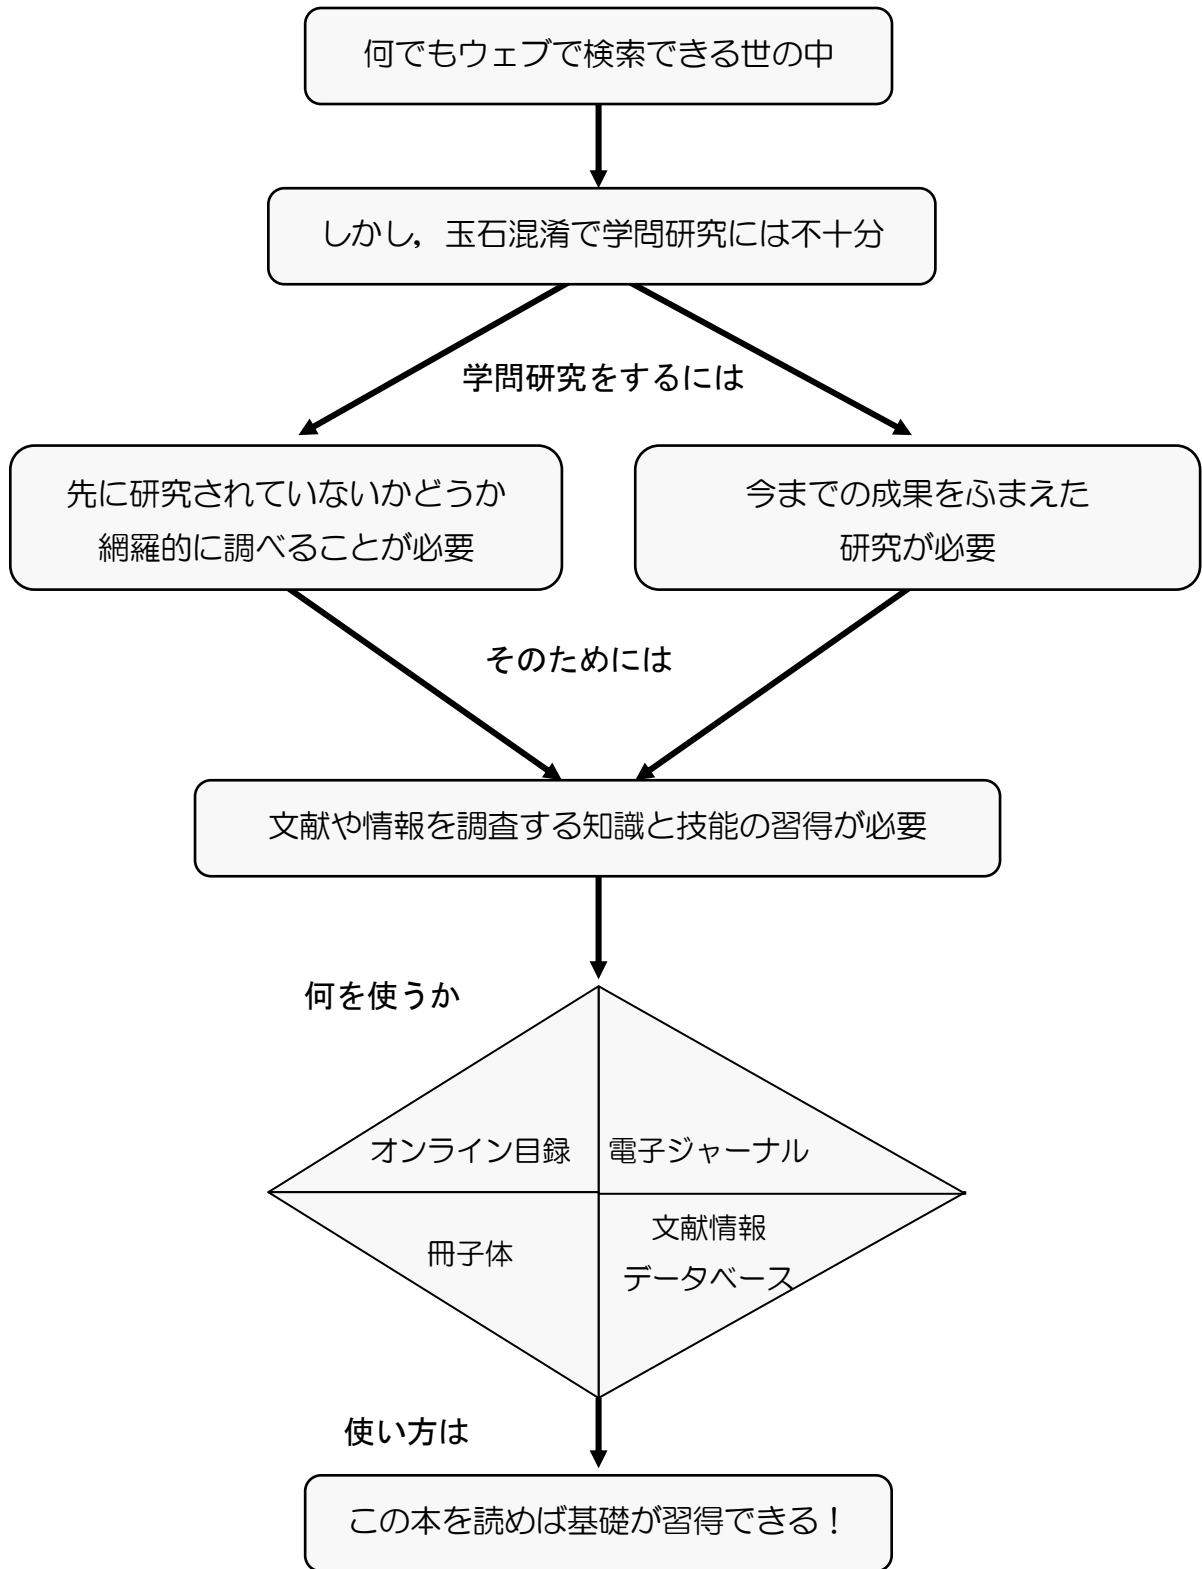 何でもウェブで検索できる世の中
しかし，玉石混淆で学問研究には不十分
学問研究をするには
先に研究されていないかどうか
網羅的に調べることが必要
今までの成果をふまえた
研究が必要
そのためには
文献や情報を調査する知識と技能の習得が必要
何を使うか
オンライン目録
電子ジャーナル
冊子体
文献情報
データベース
使い方は
この本を読めば基礎が習得できる！